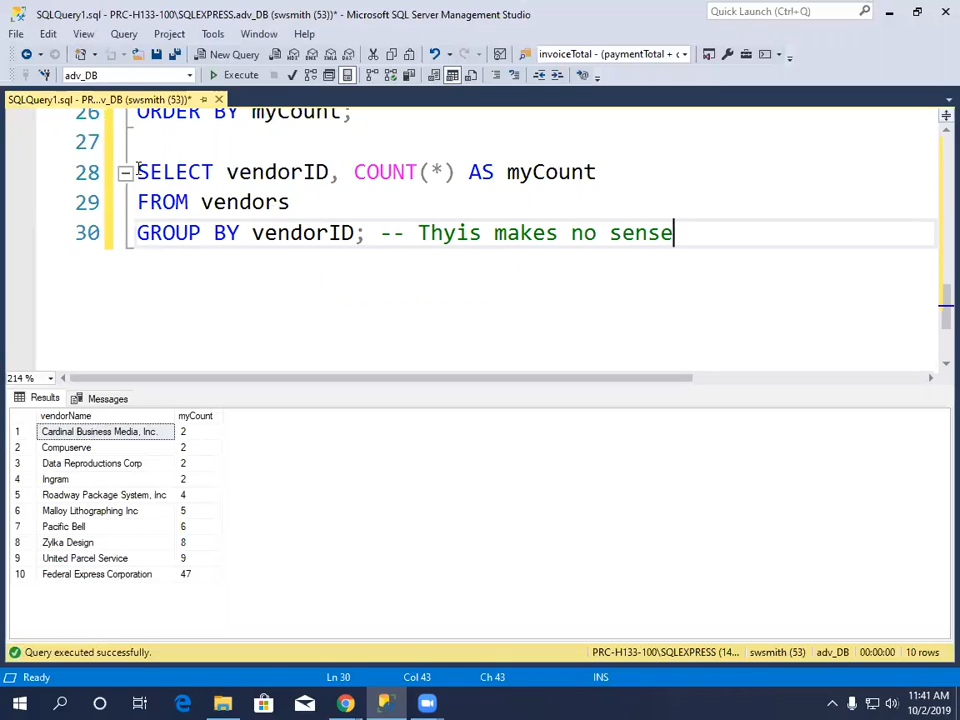 SQLQuery1.sql - PRC-H133-100\SQLEXPRESS.adv_DB (swsmith (53))* - Microsoft SQL Server Management Studio
Quick Launch (Ctrl+Q)
File Edit View Query Project Tools Window Help
New Query
invoiceTotal - (paymentTotal +
adv_DB
Execute
SQLQuery1.sql - PR...v_DB (swsmith (53))*
26 ORDER BY myCount;
27
28 SELECT vendorID, COUNT(*) AS myCount
29 FROM vendors
30 GROUP BY vendorID; -- Thyis makes no sense
214 %
Results Messages
vendorName myCount
1 Cardinal Business Media, Inc. 2
2 Compuserve 2
3 Data Reproductions Corp 2
4 Ingram 2
5 Roadway Package System, Inc 4
6 Malloy Lithographing Inc 5
7 Pacific Bell 6
8 Zylka Design 8
9 United Parcel Service 9
10 Federal Express Corporation 47
Query executed successfully. PRC-H133-100\SQLEXPRESS (14... swsmith (53) adv_DB 00:00:00 10 rows
Ready Ln 30 Col 43 Ch 43 INS
11:41 AM
10/2/2019